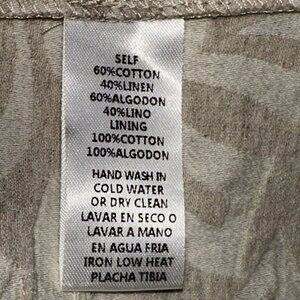 SELF
60%COTTON
40%LINEN
60%ALGODON
40%LINO
LINING
100%COTTON
100%ALGODON
HAND WASH IN
COLD WATER
OR DRY CLEAN
LAVAR EN SECO O
LAVAR A MANO
EN AGUA FRIA
IRON LOW HEAT
PLACHA TIBIA